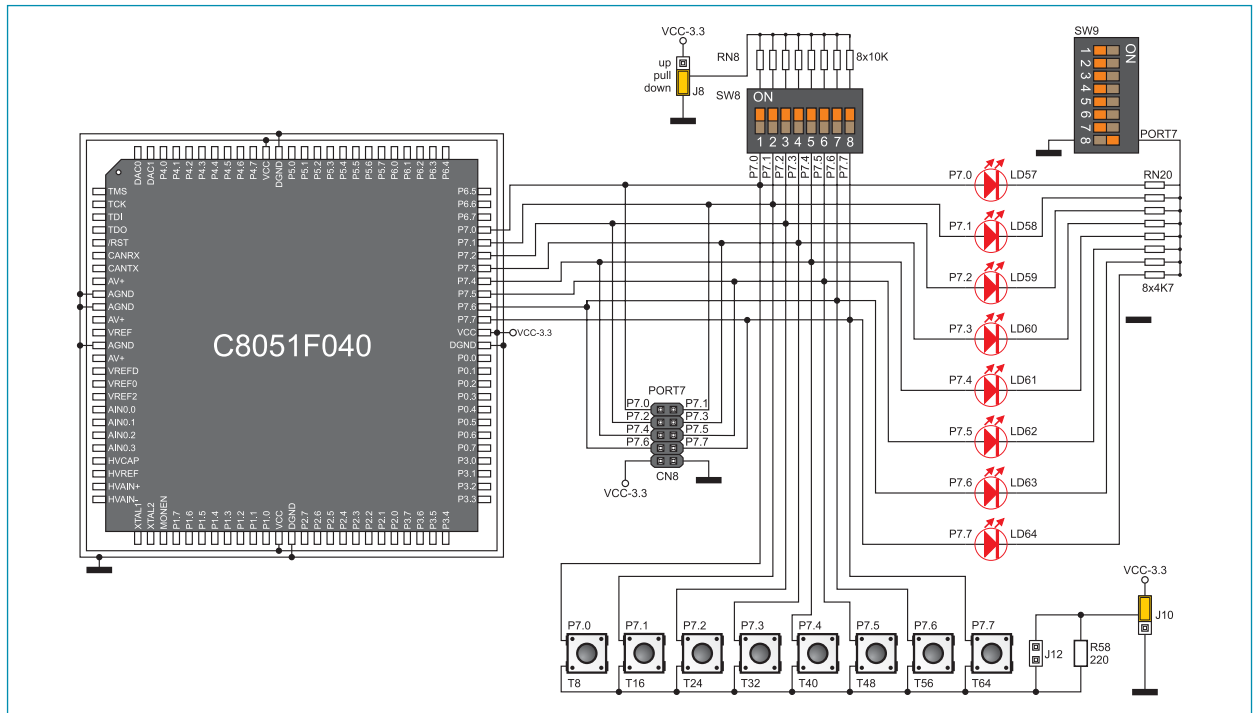 VCC-3.3
up
pull
down
J8
RN8
8x10K
SW8
ON
1 2 3 4 5 6 7 8
P7.0 P7.1 P7.2 P7.3 P7.4 P7.5 P7.6 P7.7
SW9
ON
1
2
3
4
5
6
7
8
PORT7
DAC0 DAC1 P4.0 P4.1 P4.2 P4.3 P4.4 P4.5 P4.6 P4.7 VCC DGND P5.0 P5.1 P5.2 P5.3 P5.4 P5.5 P5.6 P5.7 P6.0 P6.1 P6.2 P6.3 P6.4
TMS
TCK
TDI
TDO
/RST
CANRX
CANTX
AV+
AGND
AGND
AV+
VREF
AGND
AV+
VREFD
VREF0
VREF2
AIN0.0
AIN0.1
AIN0.2
AIN0.3
HVCAP
HVREF
HVAIN+
HVAIN-
C8051F040
P6.5
P6.6
P6.7
P7.0
P7.1
P7.2
P7.3
P7.4
P7.5
P7.6
P7.7
VCC
DGND
P0.0
P0.1
P0.2
P0.3
P0.4
P0.5
P0.6
P0.7
P3.0
P3.1
P3.2
P3.3
VCC-3.3
XTAL1 XTAL2 MONEN P1.7 P1.6 P1.5 P1.4 P1.3 P1.2 P1.1 P1.0 VCC DGND P2.7 P2.6 P2.5 P2.4 P2.3 P2.2 P2.1 P2.0 P3.7 P3.6 P3.5 P3.4
P7.0 LD57
P7.1 LD58
P7.2 LD59
P7.3 LD60
P7.4 LD61
P7.5 LD62
P7.6 LD63
P7.7 LD64
RN20
8x4K7
PORT7
P7.0 P7.1
P7.2 P7.3
P7.4 P7.5
P7.6 P7.7
CN8
VCC-3.3
P7.0 P7.1 P7.2 P7.3 P7.4 P7.5 P7.6 P7.7
T8 T16 T24 T32 T40 T48 T56 T64
J12
R58
220
VCC-3.3
J10